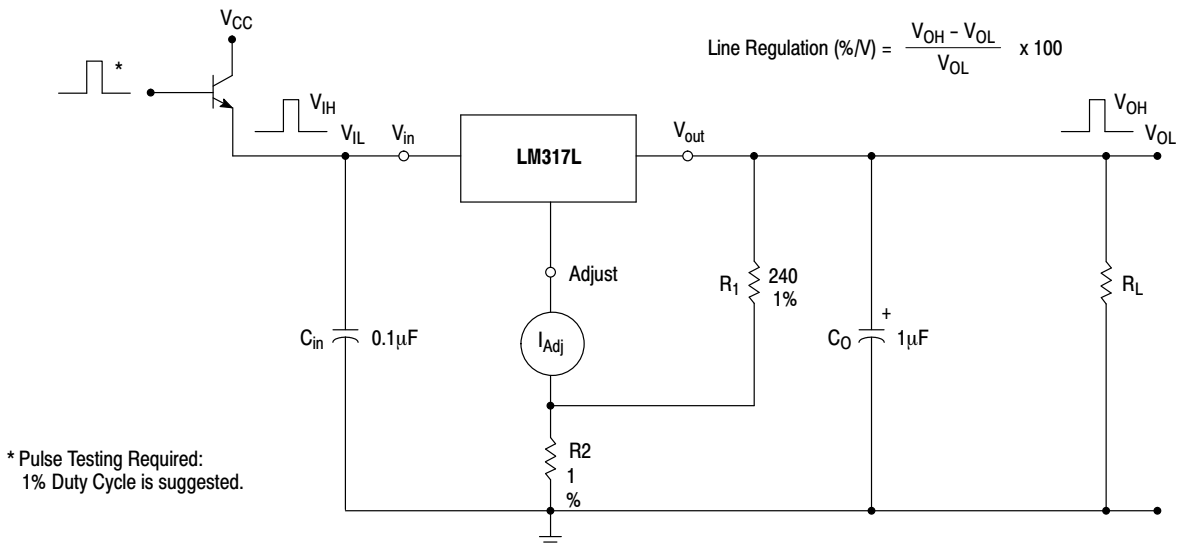 V_CC
Line Regulation (%/V) = V_OH – V_OL / V_OL x 100
*
V_IH
V_IL
V_in
LM317L
V_out
V_OH
V_OL
Adjust
R_1
240
1%
R_L
C_in
0.1μF
I_Adj
C_O
+
1μF
R2
1
%
* Pulse Testing Required:
1% Duty Cycle is suggested.